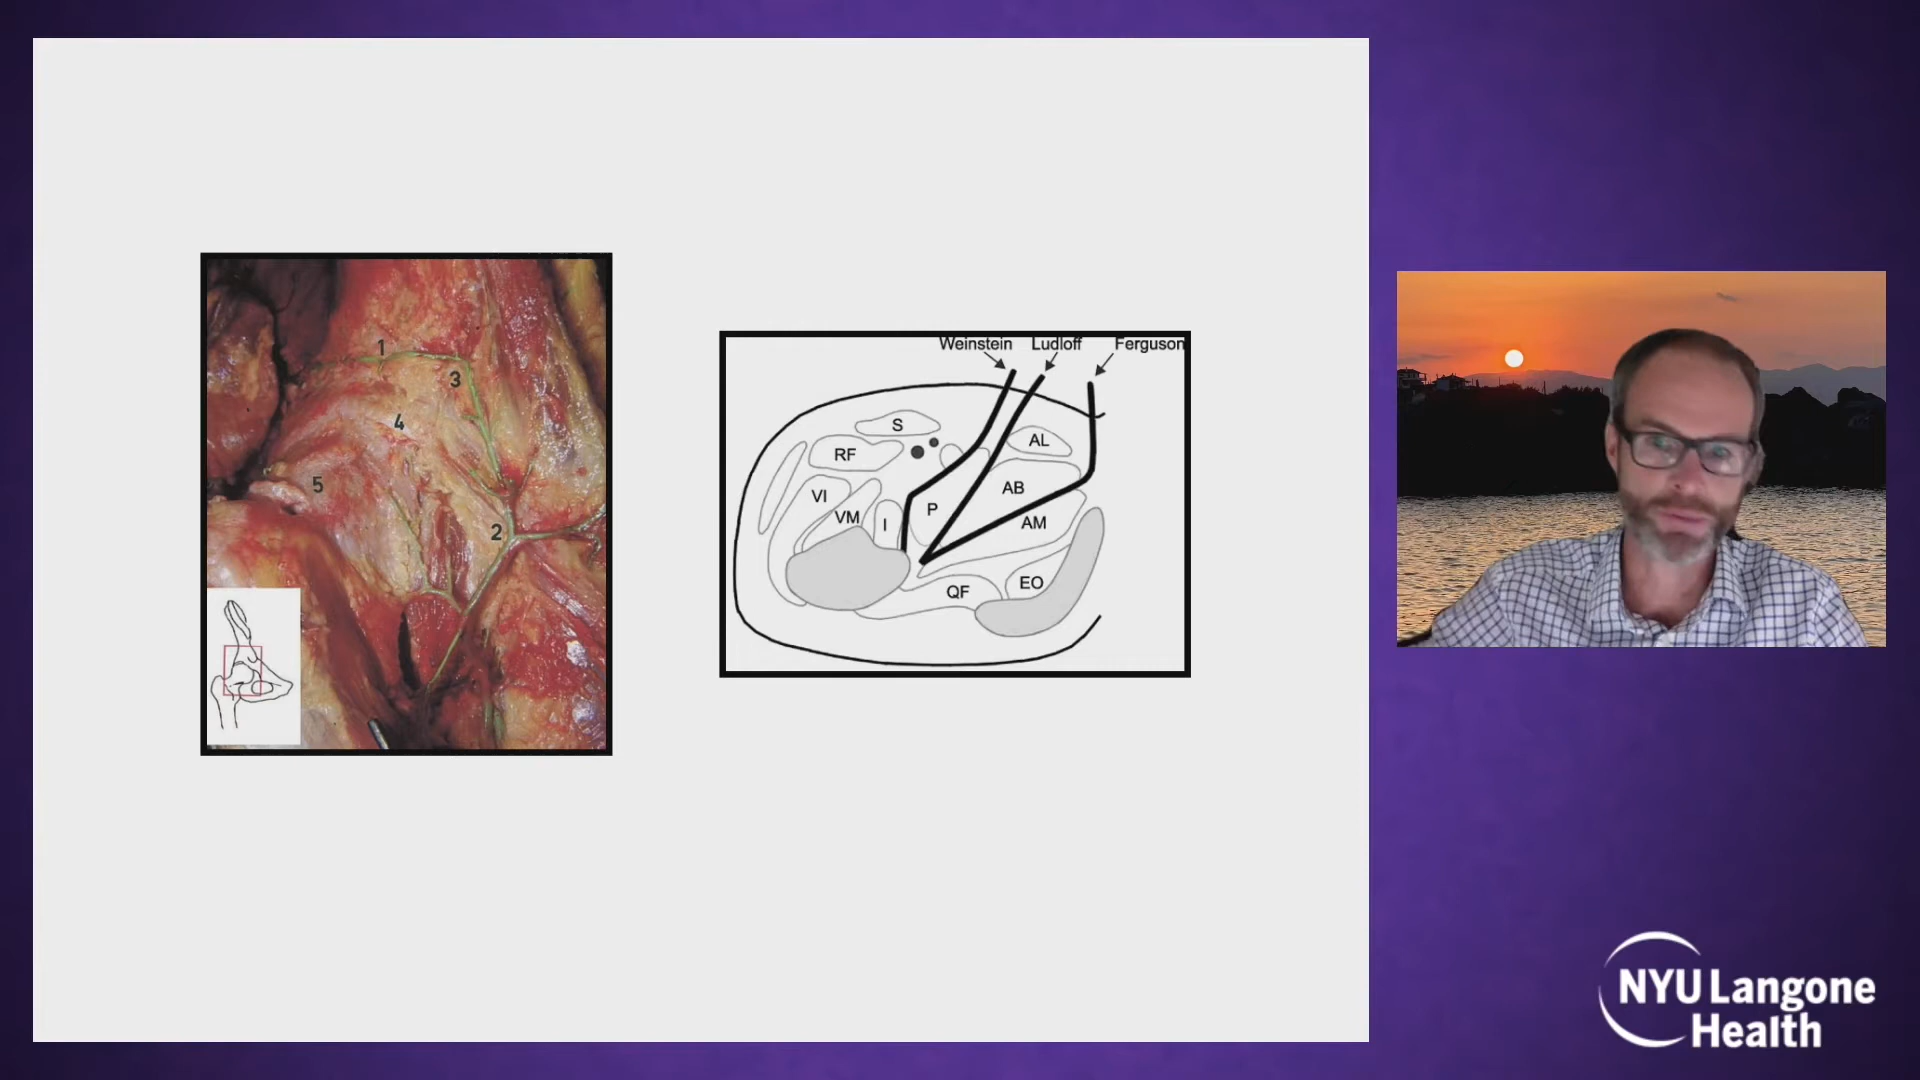 1
3
4
5
2
Weinstein Ludloff Ferguson
S
AL
RF
VI
AB
P
VM
I
AM
EO
QF
NYU Langone
Health